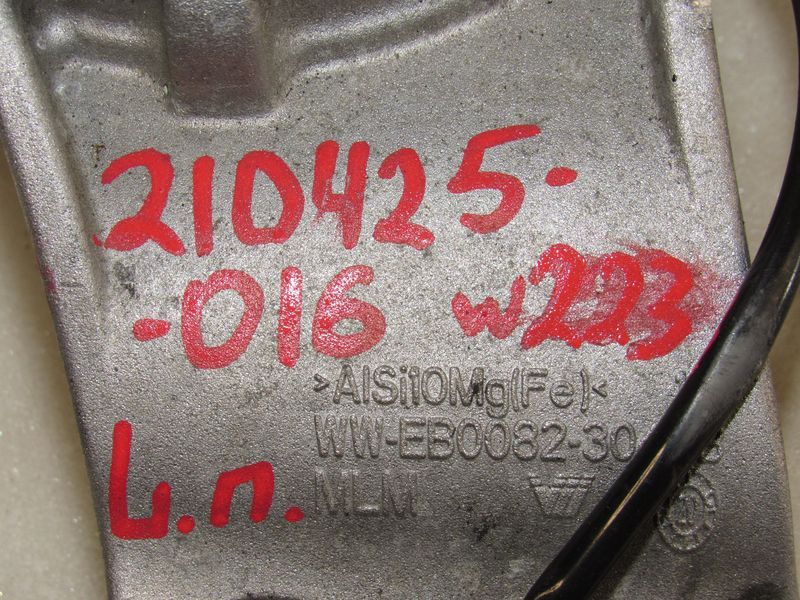 210425-
-016 w223
>AlSi10Mg(Fe)<
WW-EB0082-30
L.п. MLM